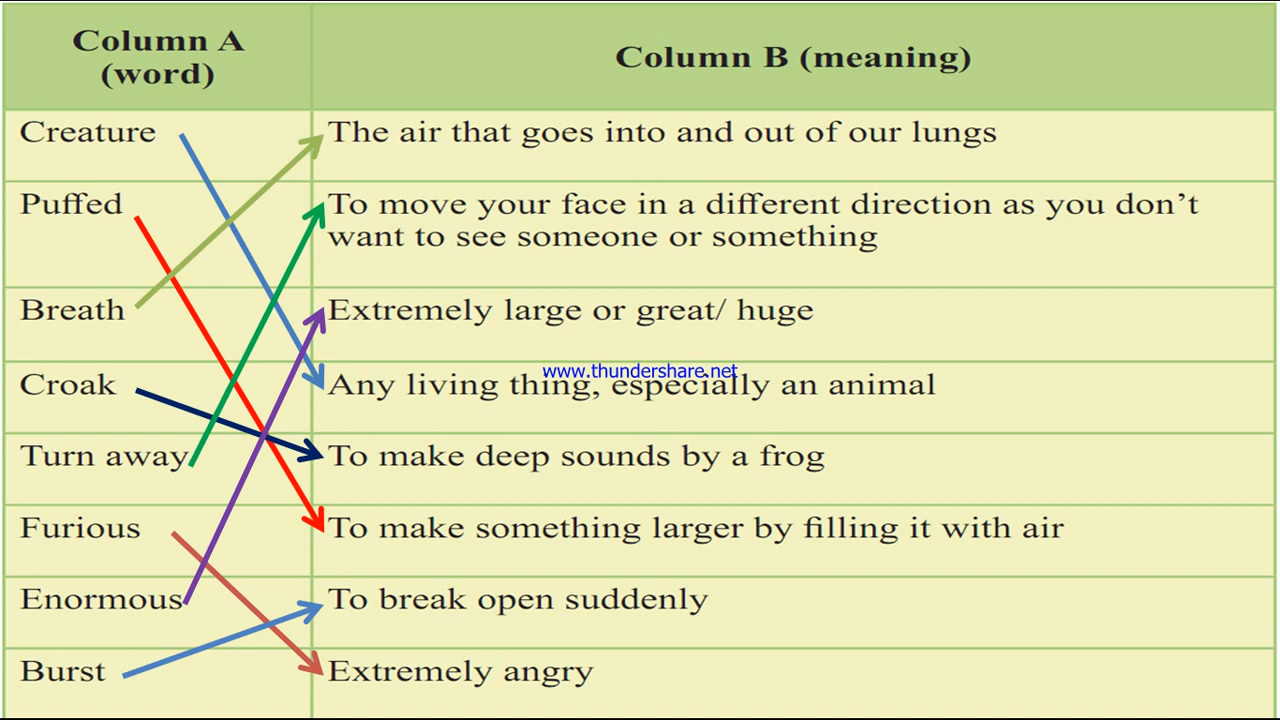 Column A
(word)
Column B (meaning)
Creature
The air that goes into and out of our lungs
Puffed
To move your face in a different direction as you don’t
want to see someone or something
Breath
Extremely large or great/ huge
www.thundershare.net
Croak
Any living thing, especially an animal
Turn away
To make deep sounds by a frog
Furious
To make something larger by filling it with air
Enormous
To break open suddenly
Burst
Extremely angry